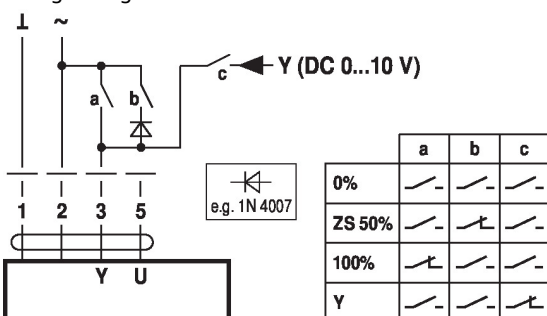 ⊥ ~
a b c Y (DC 0...10 V)
1 2 3 5
Y U
e.g. 1N 4007
a b c
0%
ZS 50%
100%
Y